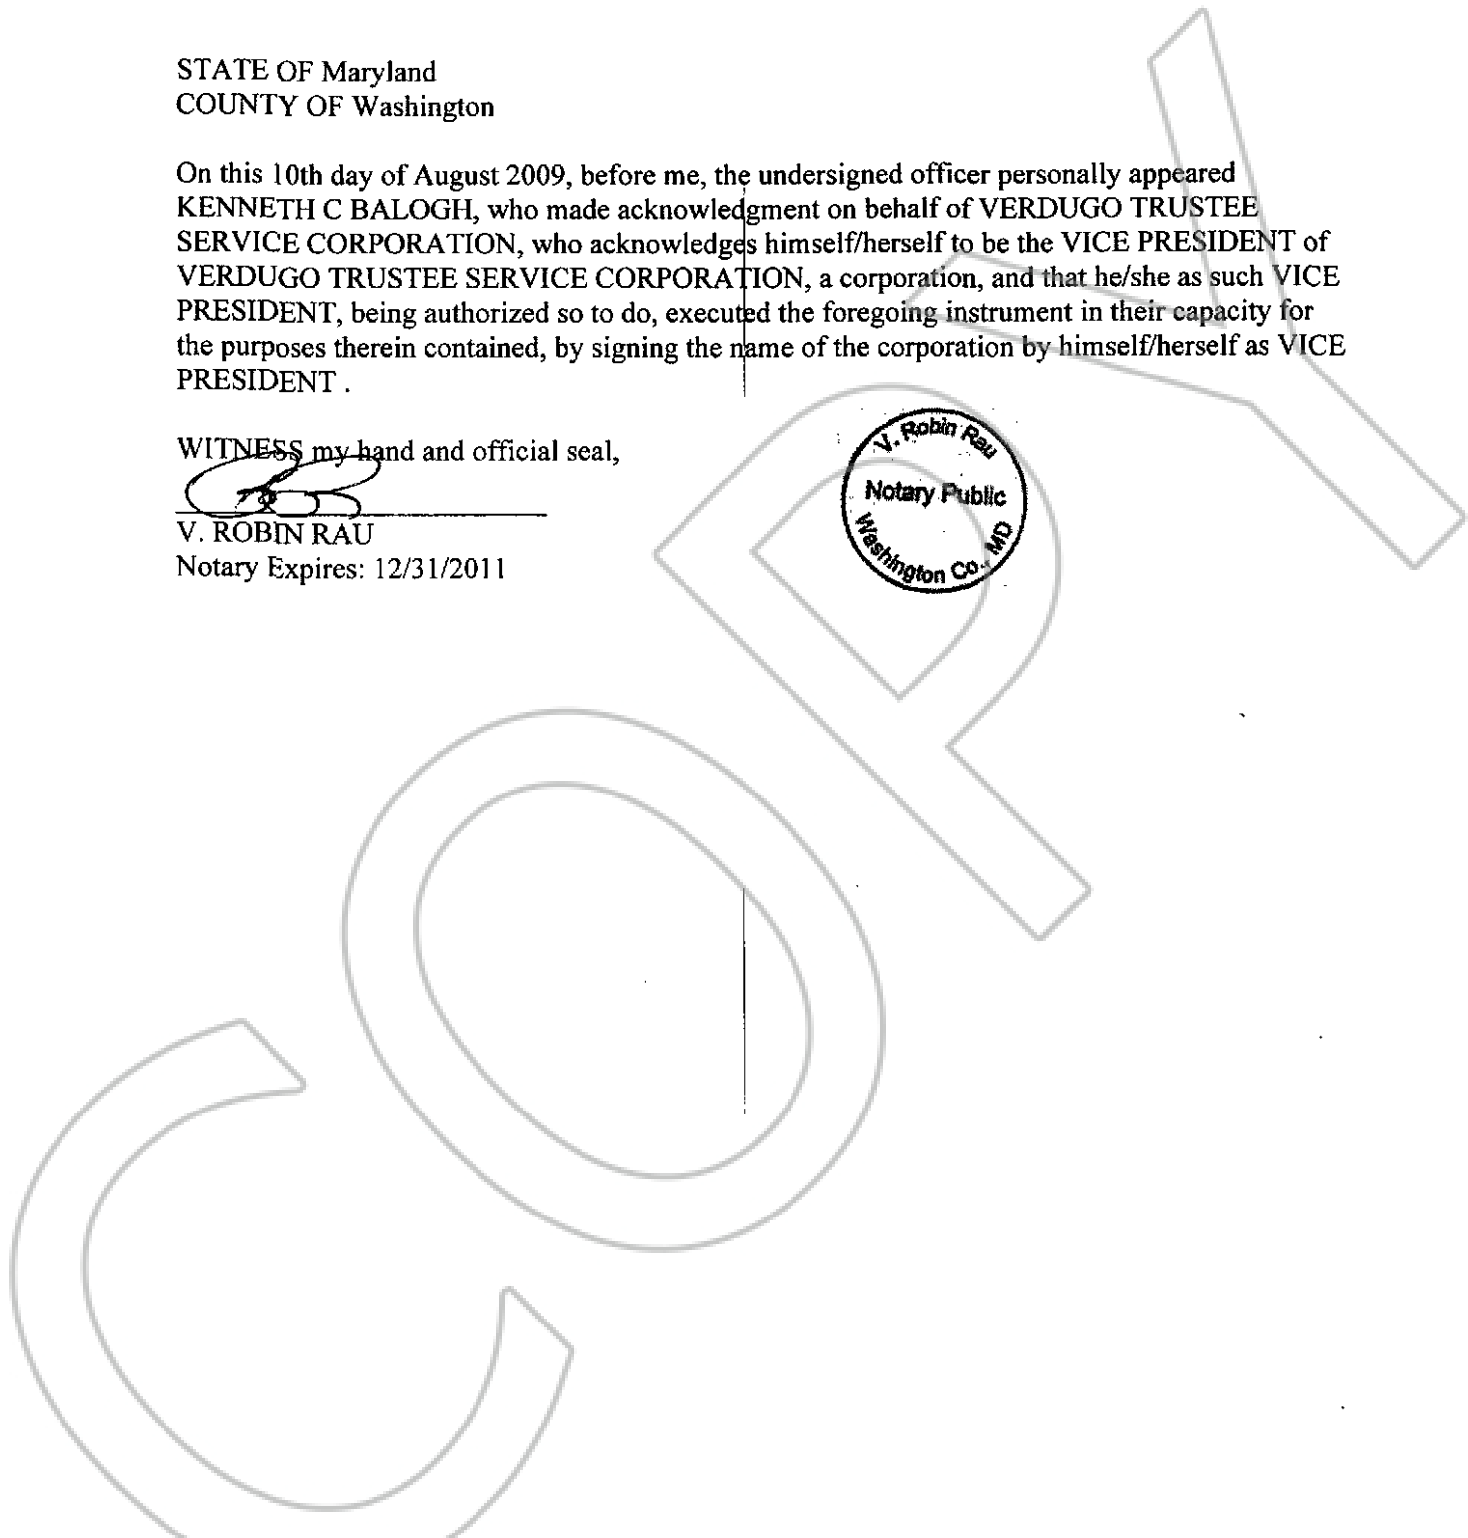 STATE OF Maryland
COUNTY OF Washington
On this 10th day of August 2009, before me, the undersigned officer personally appeared
KENNETH C BALOGH, who made acknowledgment on behalf of VERDUGO TRUSTEE
SERVICE CORPORATION, who acknowledges himself/herself to be the VICE PRESIDENT of
VERDUGO TRUSTEE SERVICE CORPORATION, a corporation, and that he/she as such VICE
PRESIDENT, being authorized so to do, executed the foregoing instrument in their capacity for
the purposes therein contained, by signing the name of the corporation by himself/herself as VICE
PRESIDENT .
WITNESS my hand and official seal,
V. ROBIN RAU
Notary Expires: 12/31/2011
V. Robin Rau
Notary Public
Washington Co., MD
COPY